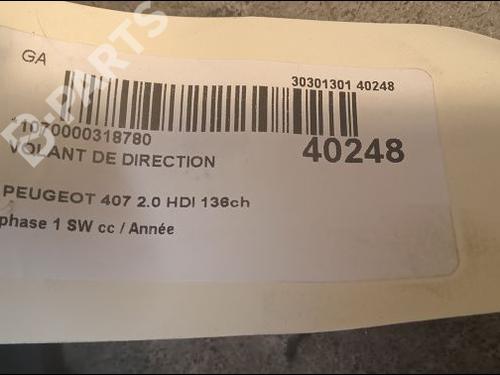 GA
30301301 40248
*1070000318780
40248
VOLANT DE DIRECTION
PEUGEOT 407 2.0 HDI 136ch
phase 1 SW cc / Année
B-PARTS